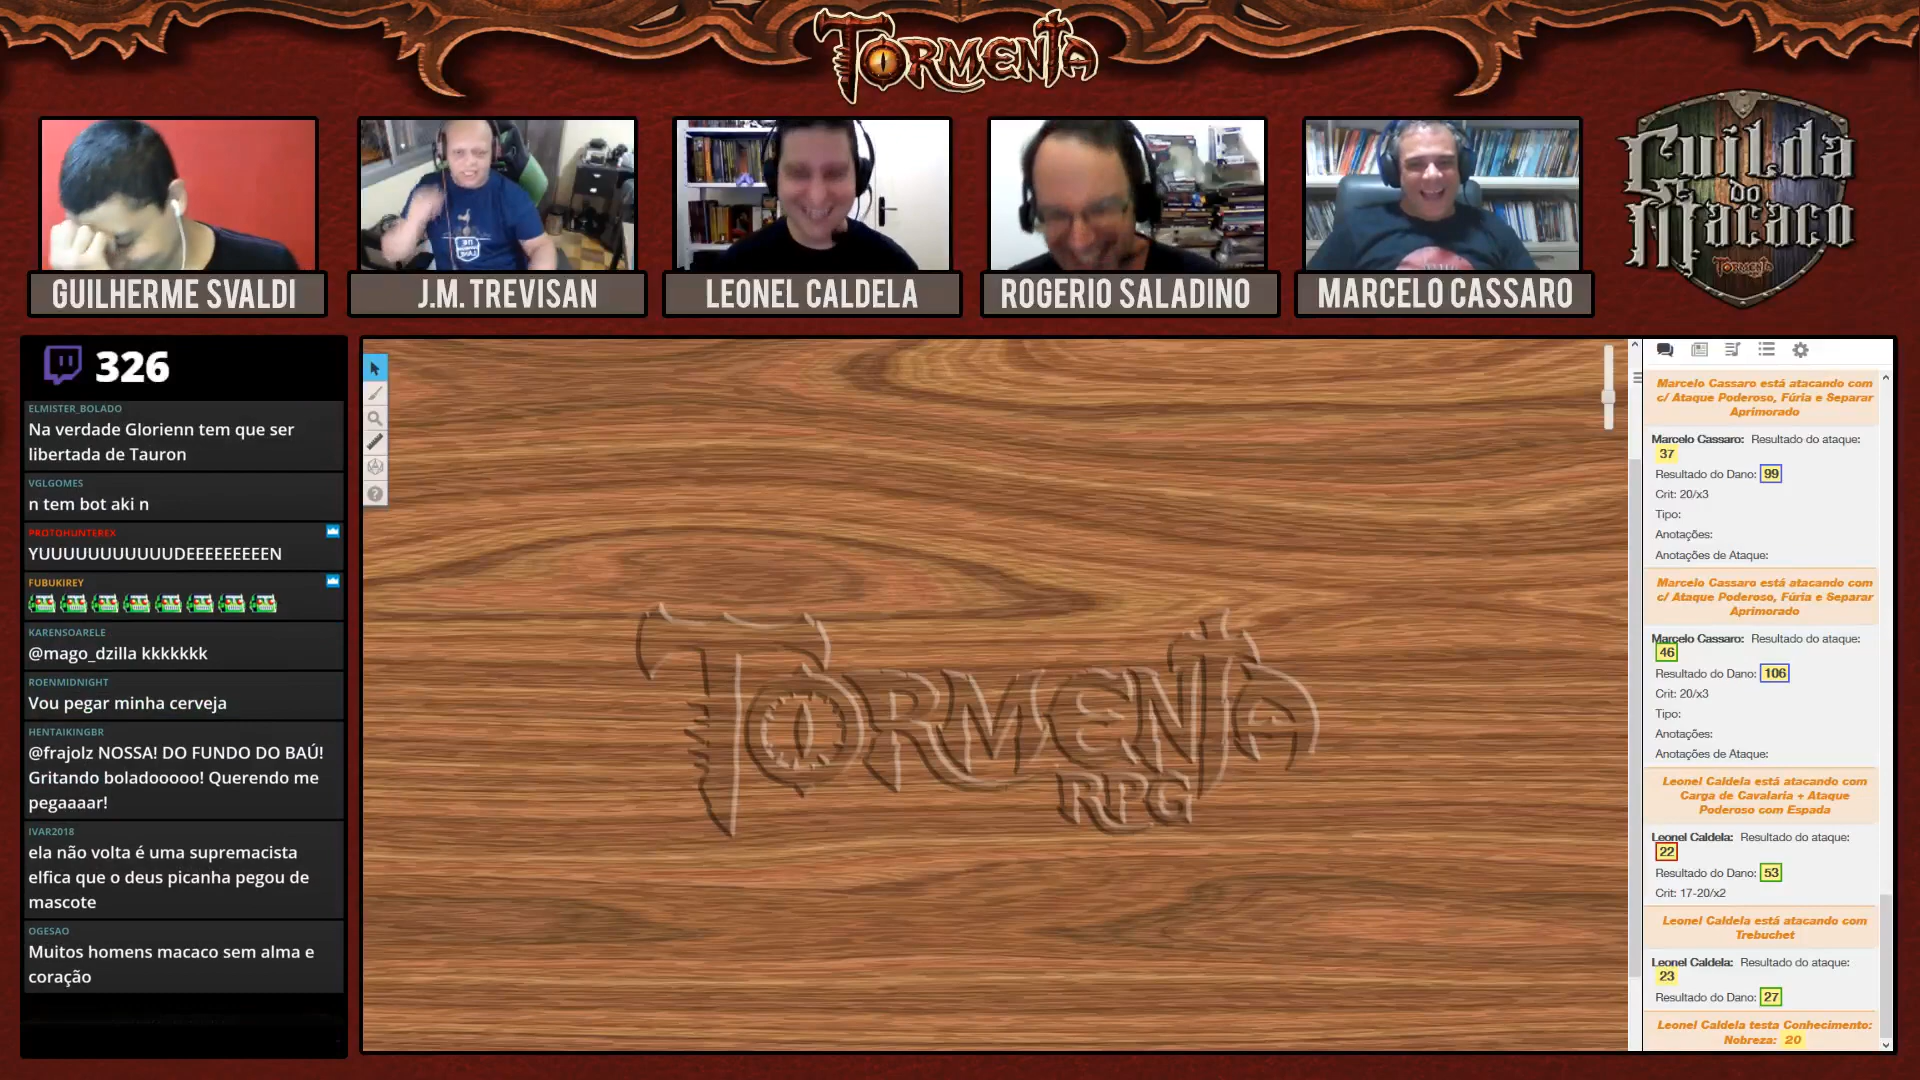 TORMENTA
GUILHERME SVALDI
J.M. TREVISAN
LEONEL CALDELA
ROGERIO SALADINO
MARCELO CASSARO
Guilda
do
Macaco
TORMENTA
326
ELMISTER_BOLADO
Na verdade Glorienn tem que ser
libertada de Tauron
VGLGOMES
n tem bot aki n
PROTOHUNTEREX
YUUUUUUUUUUUDEEEEEEEEEN
FUBUKIREY
KARENSOARELE
@mago_dzilla kkkkkkk
ROENMIDNIGHT
Vou pegar minha cerveja
HENTAIKINGBR
@frajolz NOSSA! DO FUNDO DO BAÚ!
Gritando boladooooo! Querendo me
pegaaaar!
IVAR2018
ela não volta é uma supremacista
elfica que o deus picanha pegou de
mascote
OGESAO
Muitos homens macaco sem alma e
coração
TORMENTA
RPG
Marcelo Cassaro está atacando com
c/ Ataque Poderoso, Fúria e Separar
Aprimorado
Marcelo Cassaro: Resultado do ataque:
37
Resultado do Dano: 99
Crit: 20/x3
Tipo:
Anotações:
Anotações de Ataque:
Marcelo Cassaro está atacando com
c/ Ataque Poderoso, Fúria e Separar
Aprimorado
Marcelo Cassaro: Resultado do ataque:
46
Resultado do Dano: 106
Crit: 20/x3
Tipo:
Anotações:
Anotações de Ataque:
Leonel Caldela está atacando com
Carga de Cavalaria + Ataque
Poderoso com Espada
Leonel Caldela: Resultado do ataque:
22
Resultado do Dano: 53
Crit: 17-20/x2
Leonel Caldela está atacando com
Trebuchet
Leonel Caldela: Resultado do ataque:
23
Resultado do Dano: 27
Leonel Caldela testa Conhecimento:
Nobreza: 20